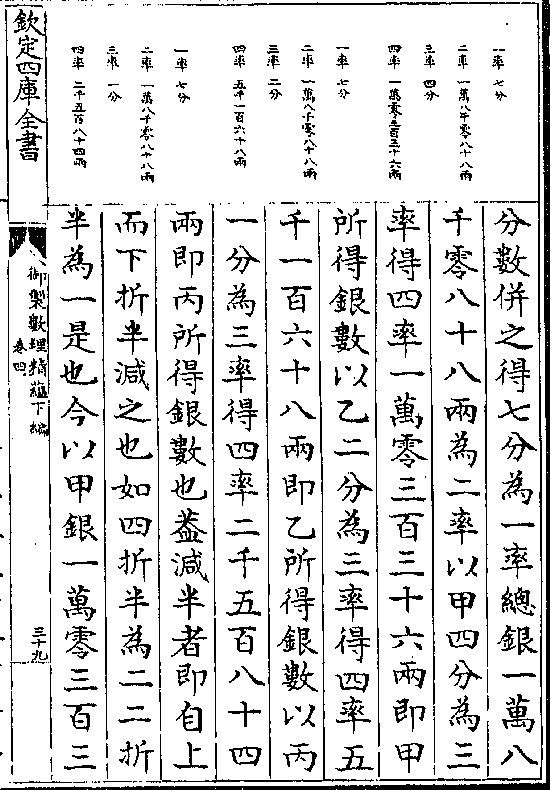 一率　七分
二率　一萬八千零八十八兩
三率　四分
四率　一萬零三百三十六兩
一率　七分
二率　一萬八千零八十八兩
三率　二分
四率　五千一百六十八兩
一率　七分
二率　一萬八千零八十八兩
三率　一分
四率　二千五百八十四兩
分數併之得七分為一率總銀一萬八
千零八十八兩為二率以甲四分為三
率得四率一萬零三百三十六兩即甲
所得銀數以乙二分為三率得四率五
千一百六十八兩即乙所得銀數以丙
一分為三率得四率二千五百八十四
兩即丙所得銀數也葢減半者即自上
而下折半減之也如四折半為二二折
半為一是也今以甲銀一萬零三百三
欽定四庫全書
御製數理精蘊下編
卷四
三十九